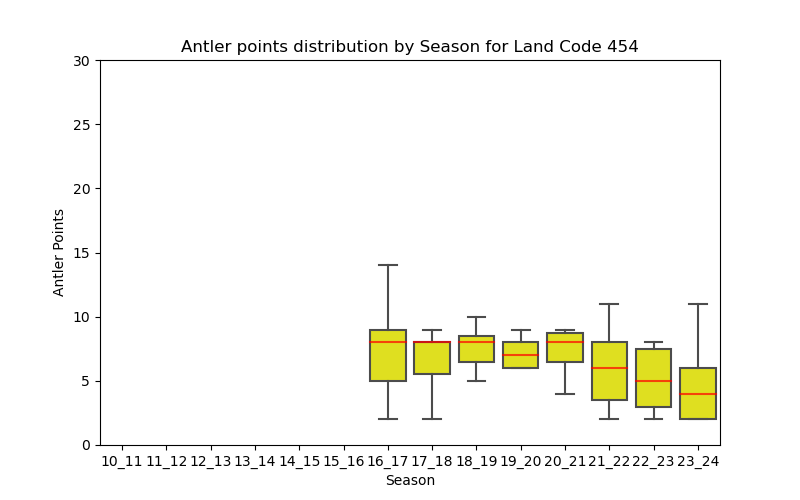 Antler points distribution by Season for Land Code 454
30
25
20
15
10
5
0
Antler Points
10_11 11_12 12_13 13_14 14_15 15_16 16_17 17_18 18_19 19_20 20_21 21_22 22_23 23_24
Season